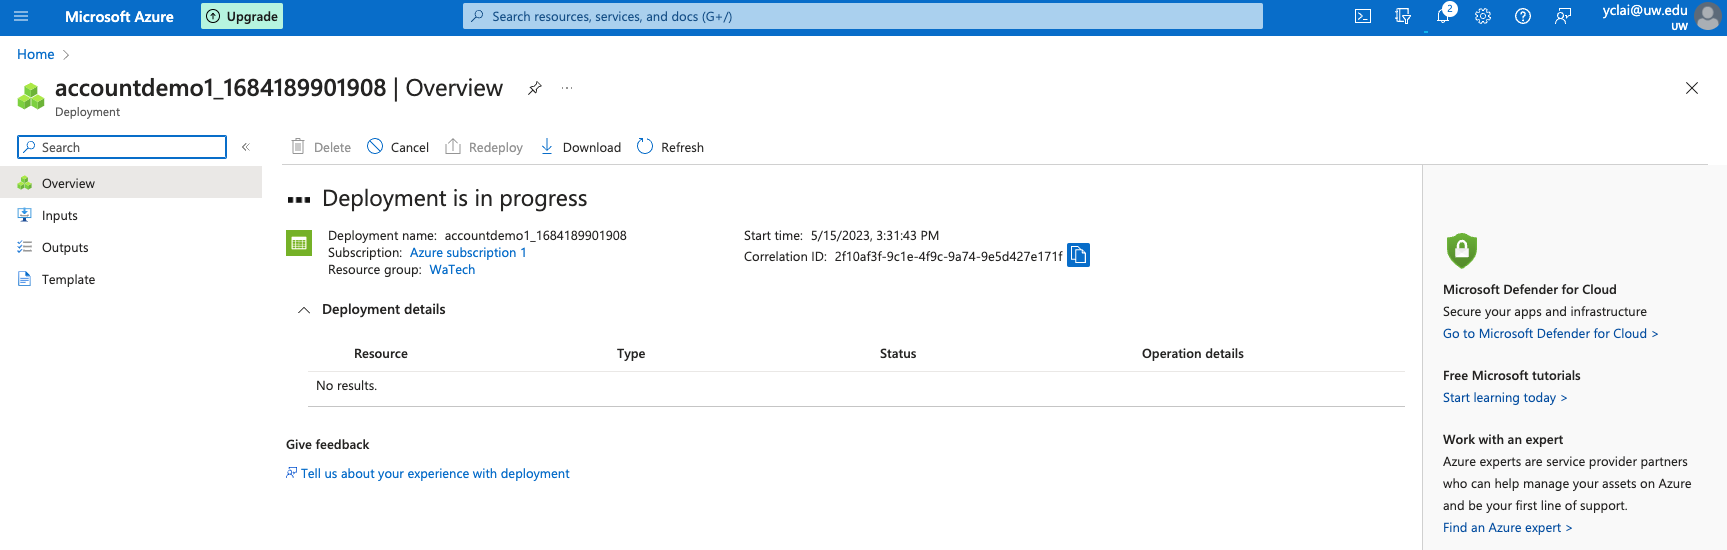 Microsoft Azure
Upgrade
Search resources, services, and docs (G+/)
2
yclai@uw.edu
UW
Home
accountdemo1_1684189901908 | Overview
...
Deployment
Search
Delete
Cancel
Redeploy
Download
Refresh
Overview
Inputs
Outputs
Template
Deployment is in progress
Deployment name: accountdemo1_1684189901908
Subscription: Azure subscription 1
Resource group: WaTech
Start time: 5/15/2023, 3:31:43 PM
Correlation ID: 2f10af3f-9c1e-4f9c-9a74-9e5d427e171f
Deployment details
Resource Type Status Operation details
No results.
Give feedback
Tell us about your experience with deployment
Microsoft Defender for Cloud
Secure your apps and infrastructure
Go to Microsoft Defender for Cloud >
Free Microsoft tutorials
Start learning today >
Work with an expert
Azure experts are service provider partners
who can help manage your assets on Azure
and be your first line of support.
Find an Azure expert >